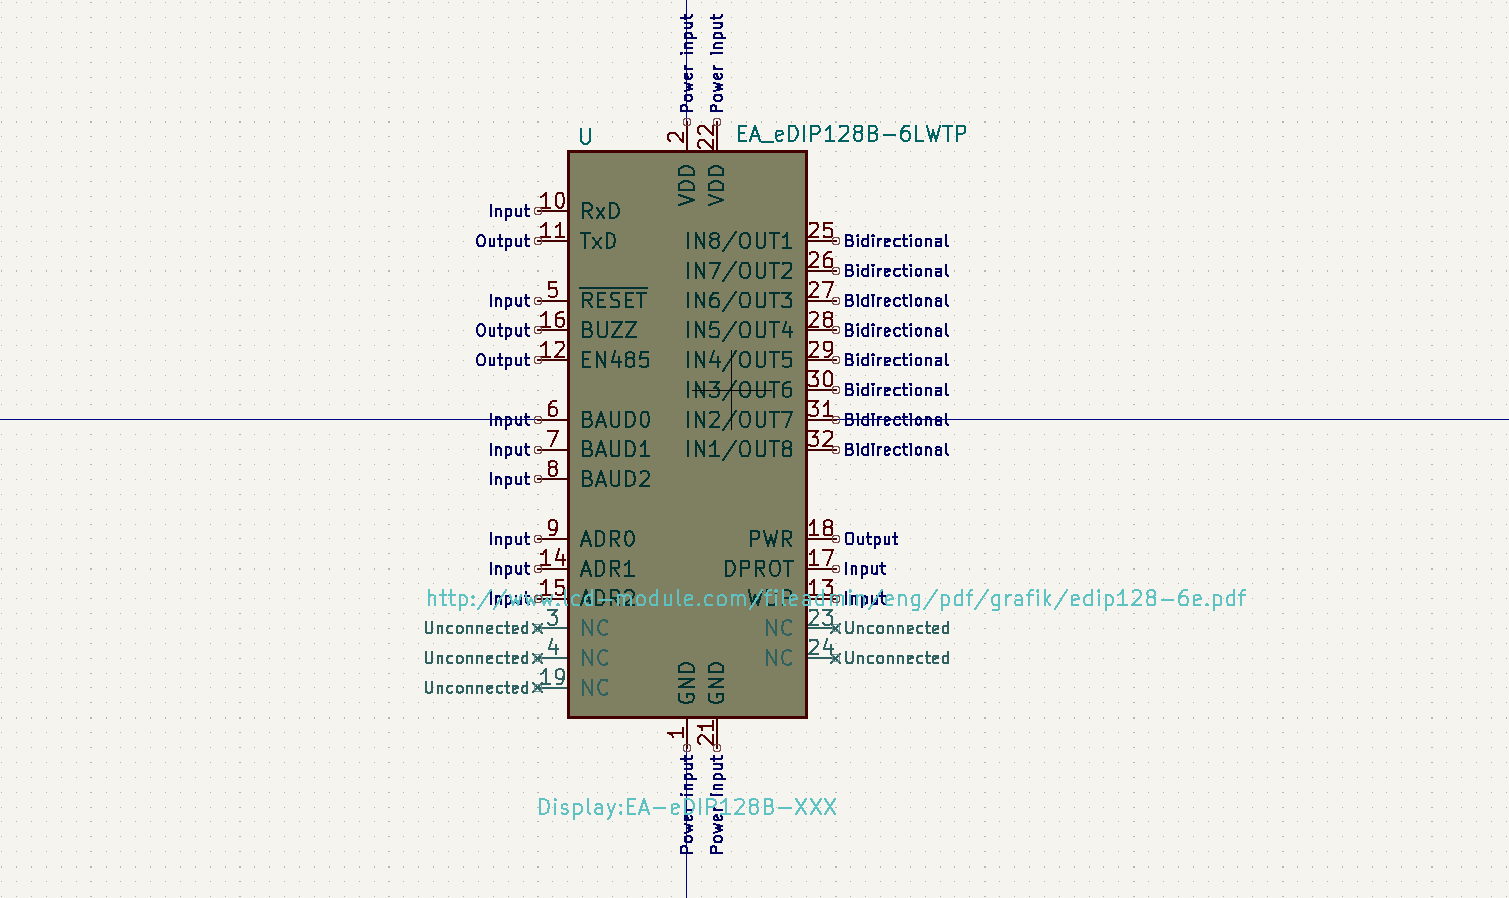 Power input
Power input
2
22
U
EA_eDIP128B-6LWTP
VDD
VDD
Input 10 RxD
Output 11 TxD
IN8/OUT1 25 Bidirectional
IN7/OUT2 26 Bidirectional
Input 5 RESET
IN6/OUT3 27 Bidirectional
Output 16 BUZZ
IN5/OUT4 28 Bidirectional
Output 12 EN485
IN4/OUT5 29 Bidirectional
IN3/OUT6 30 Bidirectional
Input 6 BAUD0
IN2/OUT7 31 Bidirectional
Input 7 BAUD1
IN1/OUT8 32 Bidirectional
Input 8 BAUD2
Input 9 ADR0
PWR 18 Output
Input 14 ADR1
DPROT 17 Input
Input 15 ADR2
13 Input
http://www.lcd-module.com/fileadmin/eng/pdf/grafik/edip128-6e.pdf
Unconnected 3 NC
NC 23 Unconnected
Unconnected 4 NC
NC 24 Unconnected
Unconnected 19 NC
GND
GND
1
21
Power input
Power input
Display:EA-eDIP128B-XXX